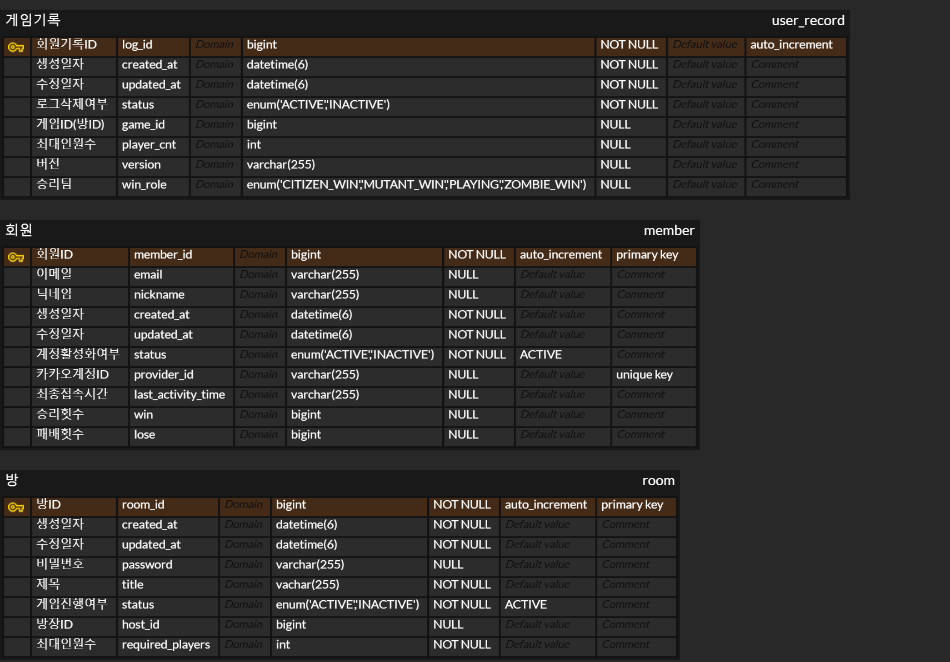 게임기록 user_record
회원기록ID log_id Domain bigint NOT NULL Default value auto_increment
생성일자 created_at Domain datetime(6) NOT NULL Default value Comment
수정일자 updated_at Domain datetime(6) NOT NULL Default value Comment
로그삭제여부 status Domain enum('ACTIVE','INACTIVE') NOT NULL Default value Comment
게임ID(방ID) game_id Domain bigint NULL Default value Comment
최대인원수 player_cnt Domain int NULL Default value Comment
버전 version Domain varchar(255) NULL Default value Comment
승리팀 win_role Domain enum('CITIZEN_WIN','MUTANT_WIN','PLAYING','ZOMBIE_WIN') NULL Default value Comment
회원 member
회원ID member_id Domain bigint NOT NULL auto_increment primary key
이메일 email Domain varchar(255) NULL Default value Comment
닉네임 nickname Domain varchar(255) NULL Default value Comment
생성일자 created_at Domain datetime(6) NOT NULL Default value Comment
수정일자 updated_at Domain datetime(6) NOT NULL Default value Comment
계정활성화여부 status Domain enum('ACTIVE','INACTIVE') NOT NULL ACTIVE Comment
카카오계정ID provider_id Domain varchar(255) NULL Default value unique key
최종접속시간 last_activity_time Domain varchar(255) NULL Default value Comment
승리횟수 win Domain bigint NULL Default value Comment
패배횟수 lose Domain bigint NULL Default value Comment
방 room
방ID room_id Domain bigint NOT NULL auto_increment primary key
생성일자 created_at Domain datetime(6) NOT NULL Default value Comment
수정일자 updated_at Domain datetime(6) NOT NULL Default value Comment
비밀번호 password Domain varchar(255) NULL Default value Comment
제목 title Domain vachar(255) NOT NULL Default value Comment
게임진행여부 status Domain enum('ACTIVE','INACTIVE') NOT NULL ACTIVE Comment
방장ID host_id Domain bigint NULL Default value Comment
최대인원수 required_players Domain int NOT NULL Default value Comment